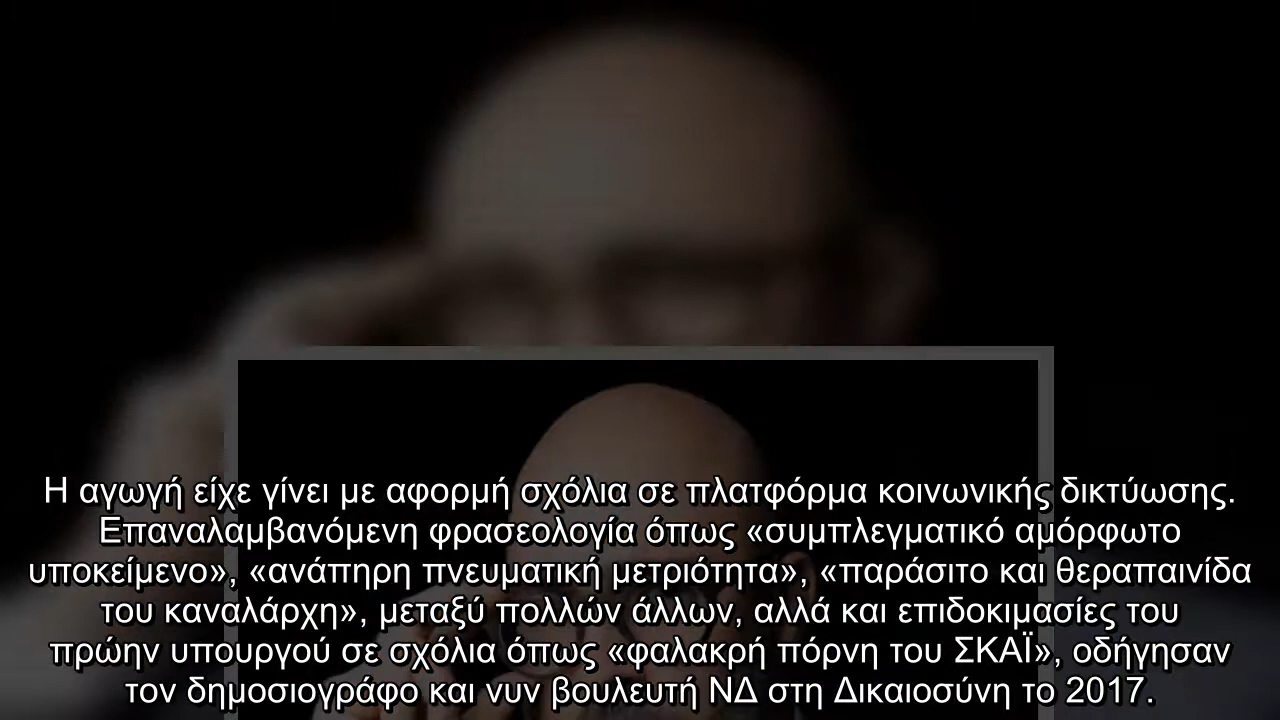 Η αγωγή είχε γίνει με αφορμή σχόλια σε πλατφόρμα κοινωνικής δικτύωσης.
Επαναλαμβανόμενη φρασεολογία όπως «συμπλεγματικό αμόρφωτο
υποκείμενο», «ανάπηρη πνευματική μετριότητα», «παράσιτο και θεραπαινίδα
του καναλάρχη», μεταξύ πολλών άλλων, αλλά και επιδοκιμασίες του
πρώην υπουργού σε σχόλια όπως «φαλακρή πόρνη του ΣΚΑΪ», οδήγησαν
τον δημοσιογράφο και νυν βουλευτή ΝΔ στη Δικαιοσύνη το 2017.